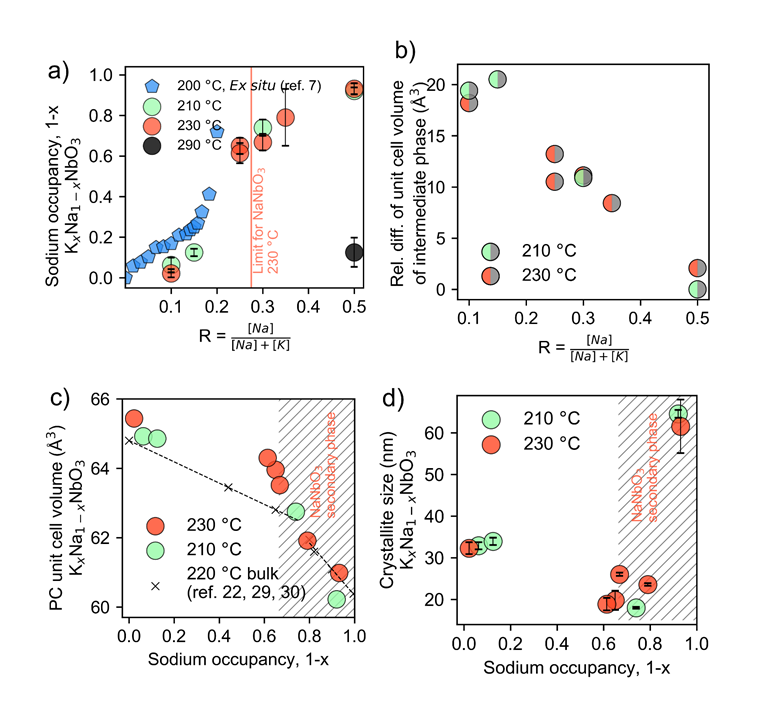 a)
Sodium occupancy, 1-x
KxNa1−xNbO3
1.0
0.8
0.6
0.4
0.2
0.0
200 °C, Ex situ (ref. 7)
210 °C
230 °C
290 °C
Limit for NaNbO3
230 °C
0.1
0.2
0.3
0.4
0.5
R = [Na]/[Na]+[K]
b)
Rel. diff. of unit cell volume
of intermediate phase (Å3)
20
15
10
5
0
210 °C
230 °C
0.1
0.2
0.3
0.4
0.5
R = [Na]/[Na]+[K]
c)
PC unit cell volume (Å3)
KxNa1−xNbO3
66
64
62
60
NaNbO3
secondary phase
230 °C
210 °C
220 °C bulk
(ref. 22, 29, 30)
0.0
0.2
0.4
0.6
0.8
1.0
Sodium occupancy, 1-x
d)
Crystallite size (nm)
KxNa1−xNbO3
60
50
40
30
20
210 °C
230 °C
NaNbO3
secondary phase
0.0
0.2
0.4
0.6
0.8
1.0
Sodium occupancy, 1-x